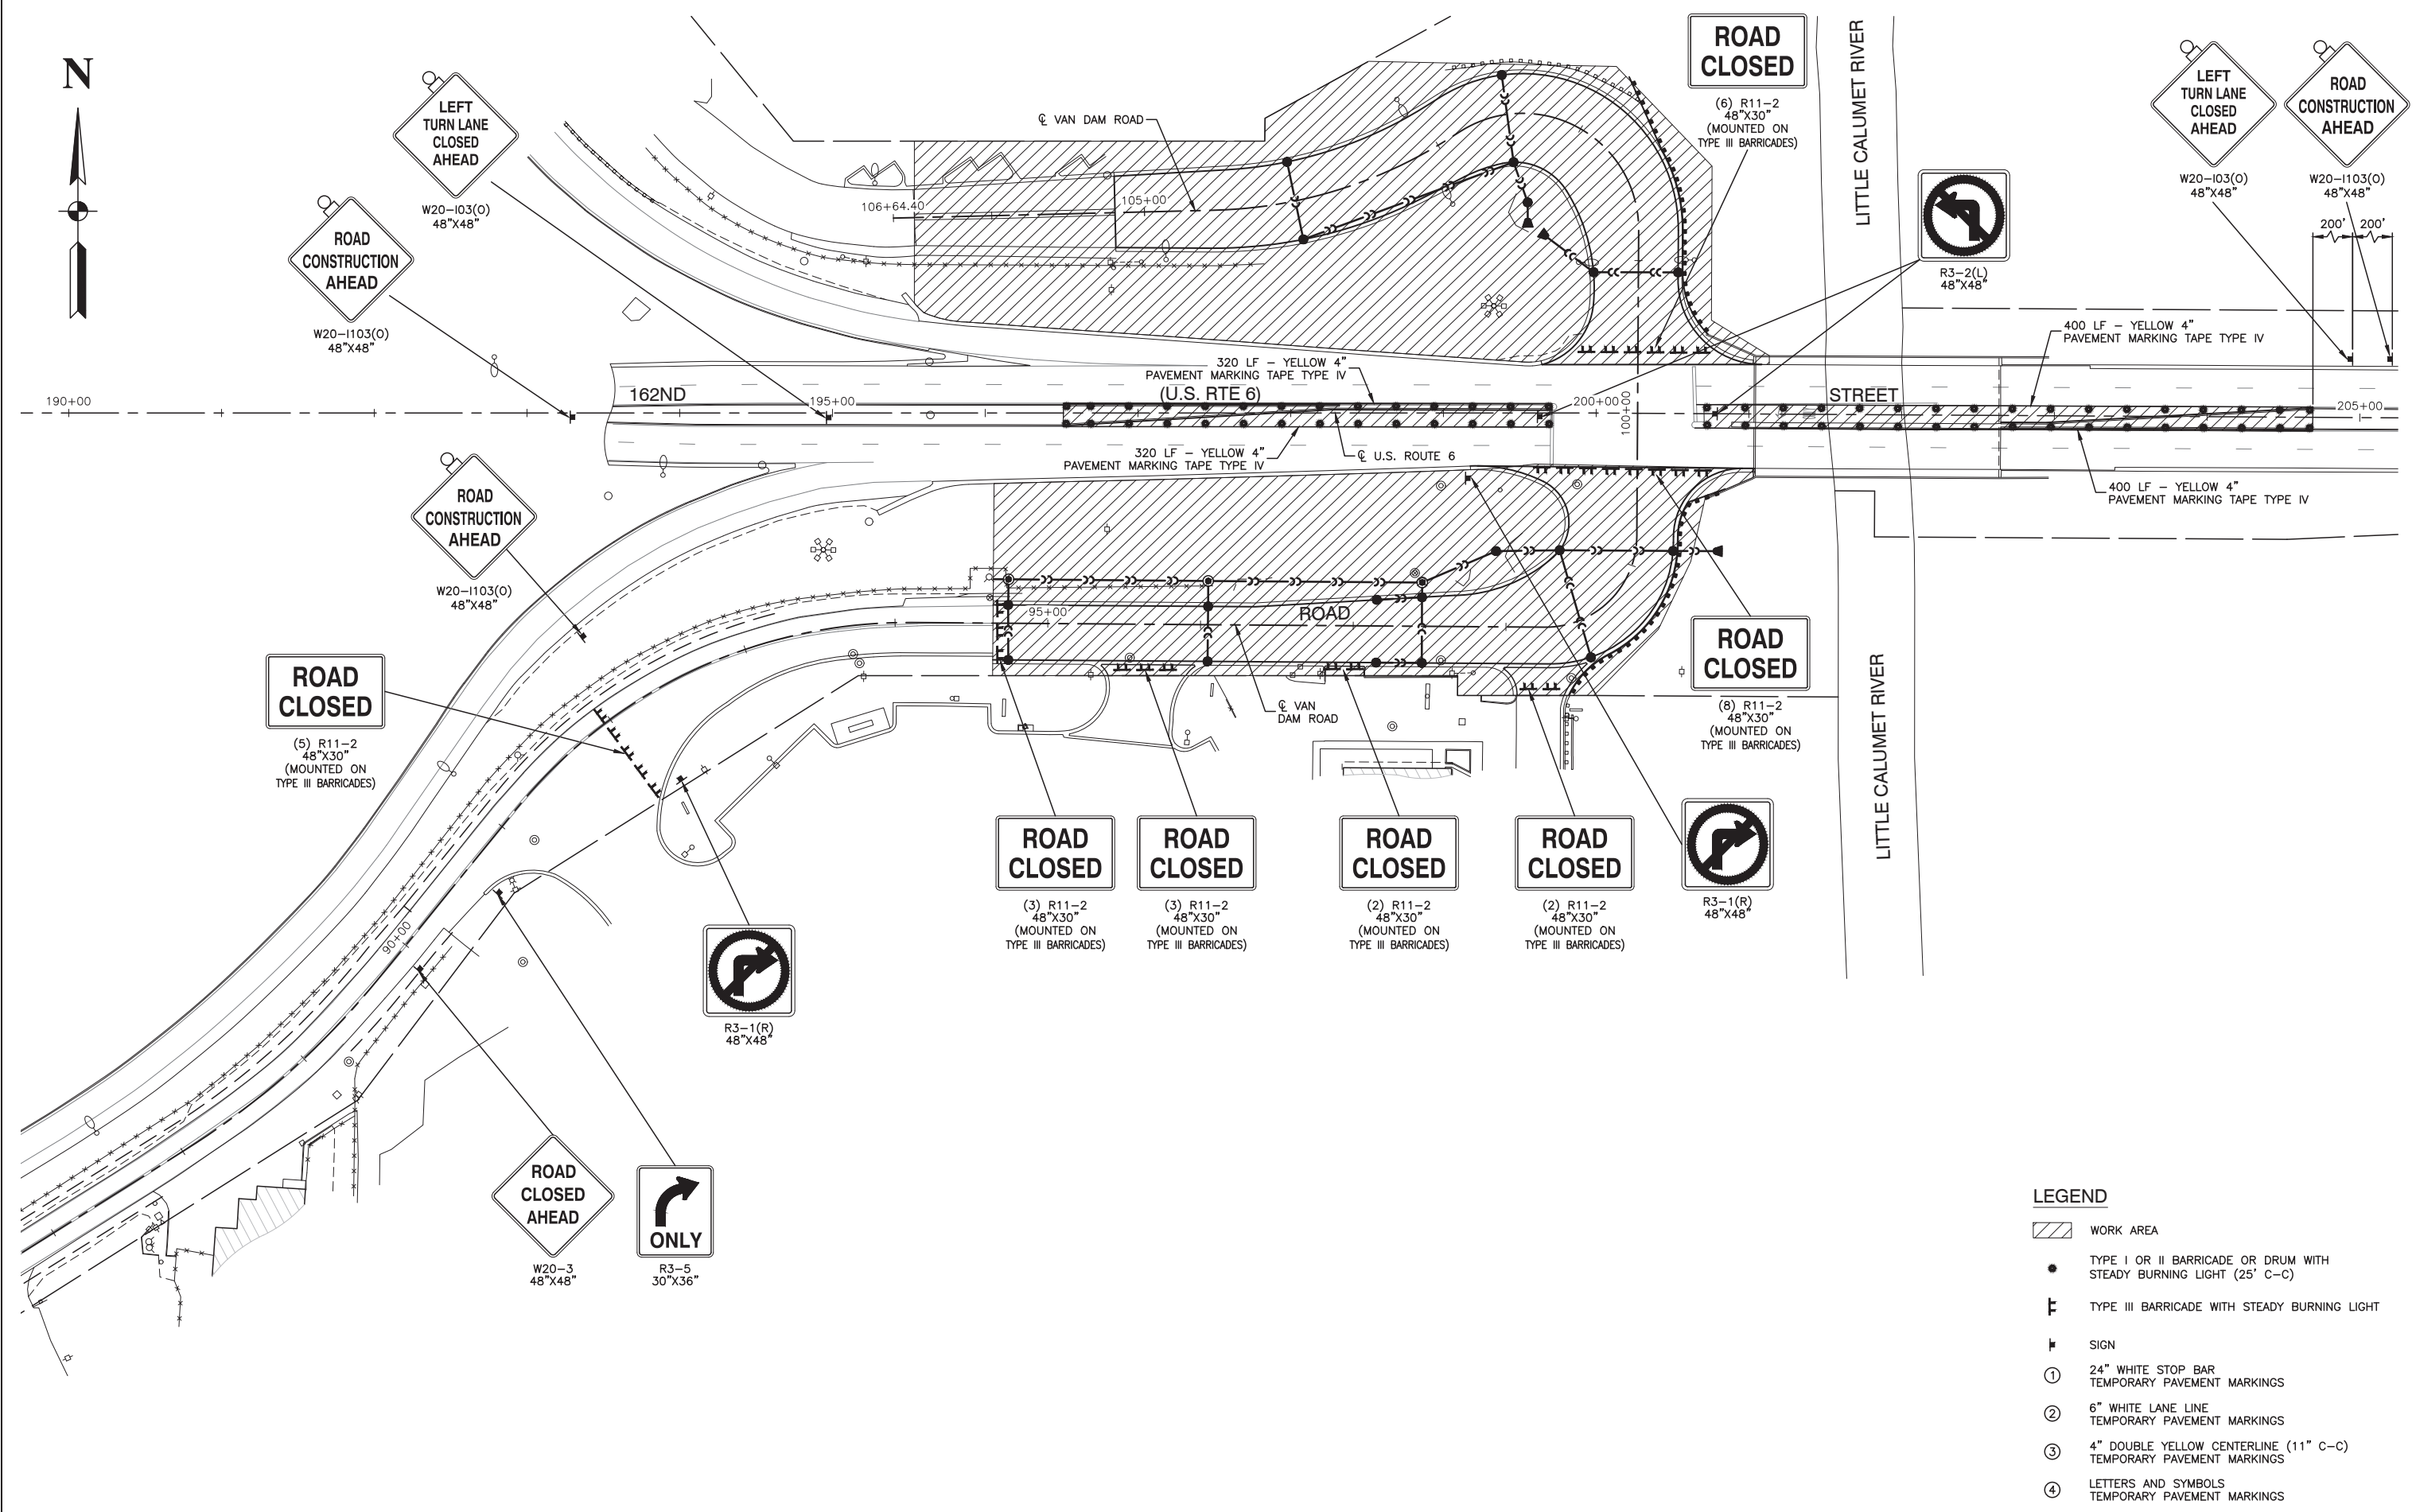 N
LEFT
TURN LANE
CLOSED
AHEAD
W20-I03(O)
48"X48"
ROAD
CONSTRUCTION
AHEAD
W20-I103(O)
48"X48"
℄ VAN DAM ROAD
106+64.40
105+00
ROAD
CLOSED
(6) R11-2
48"X30"
(MOUNTED ON
TYPE III BARRICADES)
LITTLE CALUMET RIVER
R3-2(L)
48"X48"
LEFT
TURN LANE
CLOSED
AHEAD
W20-I03(O)
48"X48"
ROAD
CONSTRUCTION
AHEAD
W20-I103(O)
48"X48"
200'
200'
400 LF - YELLOW 4"
PAVEMENT MARKING TAPE TYPE IV
320 LF - YELLOW 4"
PAVEMENT MARKING TAPE TYPE IV
190+00
162ND
195+00
(U.S. RTE 6)
200+00
100+00
STREET
205+00
320 LF - YELLOW 4"
PAVEMENT MARKING TAPE TYPE IV
℄ U.S. ROUTE 6
400 LF - YELLOW 4"
PAVEMENT MARKING TAPE TYPE IV
ROAD
CONSTRUCTION
AHEAD
W20-I103(O)
48"X48"
95+00
ROAD
℄ VAN
DAM ROAD
ROAD
CLOSED
(5) R11-2
48"X30"
(MOUNTED ON
TYPE III BARRICADES)
ROAD
CLOSED
(8) R11-2
48"X30"
(MOUNTED ON
TYPE III BARRICADES)
LITTLE CALUMET RIVER
ROAD
CLOSED
(3) R11-2
48"X30"
(MOUNTED ON
TYPE III BARRICADES)
ROAD
CLOSED
(3) R11-2
48"X30"
(MOUNTED ON
TYPE III BARRICADES)
ROAD
CLOSED
(2) R11-2
48"X30"
(MOUNTED ON
TYPE III BARRICADES)
ROAD
CLOSED
(2) R11-2
48"X30"
(MOUNTED ON
TYPE III BARRICADES)
R3-1(R)
48"X48"
90+00
R3-1(R)
48"X48"
ROAD
CLOSED
AHEAD
W20-3
48"X48"
ONLY
R3-5
30"X36"
LEGEND
WORK AREA
TYPE I OR II BARRICADE OR DRUM WITH
STEADY BURNING LIGHT (25' C-C)
TYPE III BARRICADE WITH STEADY BURNING LIGHT
SIGN
1 24" WHITE STOP BAR
TEMPORARY PAVEMENT MARKINGS
2 6" WHITE LANE LINE
TEMPORARY PAVEMENT MARKINGS
3 4" DOUBLE YELLOW CENTERLINE (11" C-C)
TEMPORARY PAVEMENT MARKINGS
4 LETTERS AND SYMBOLS
TEMPORARY PAVEMENT MARKINGS